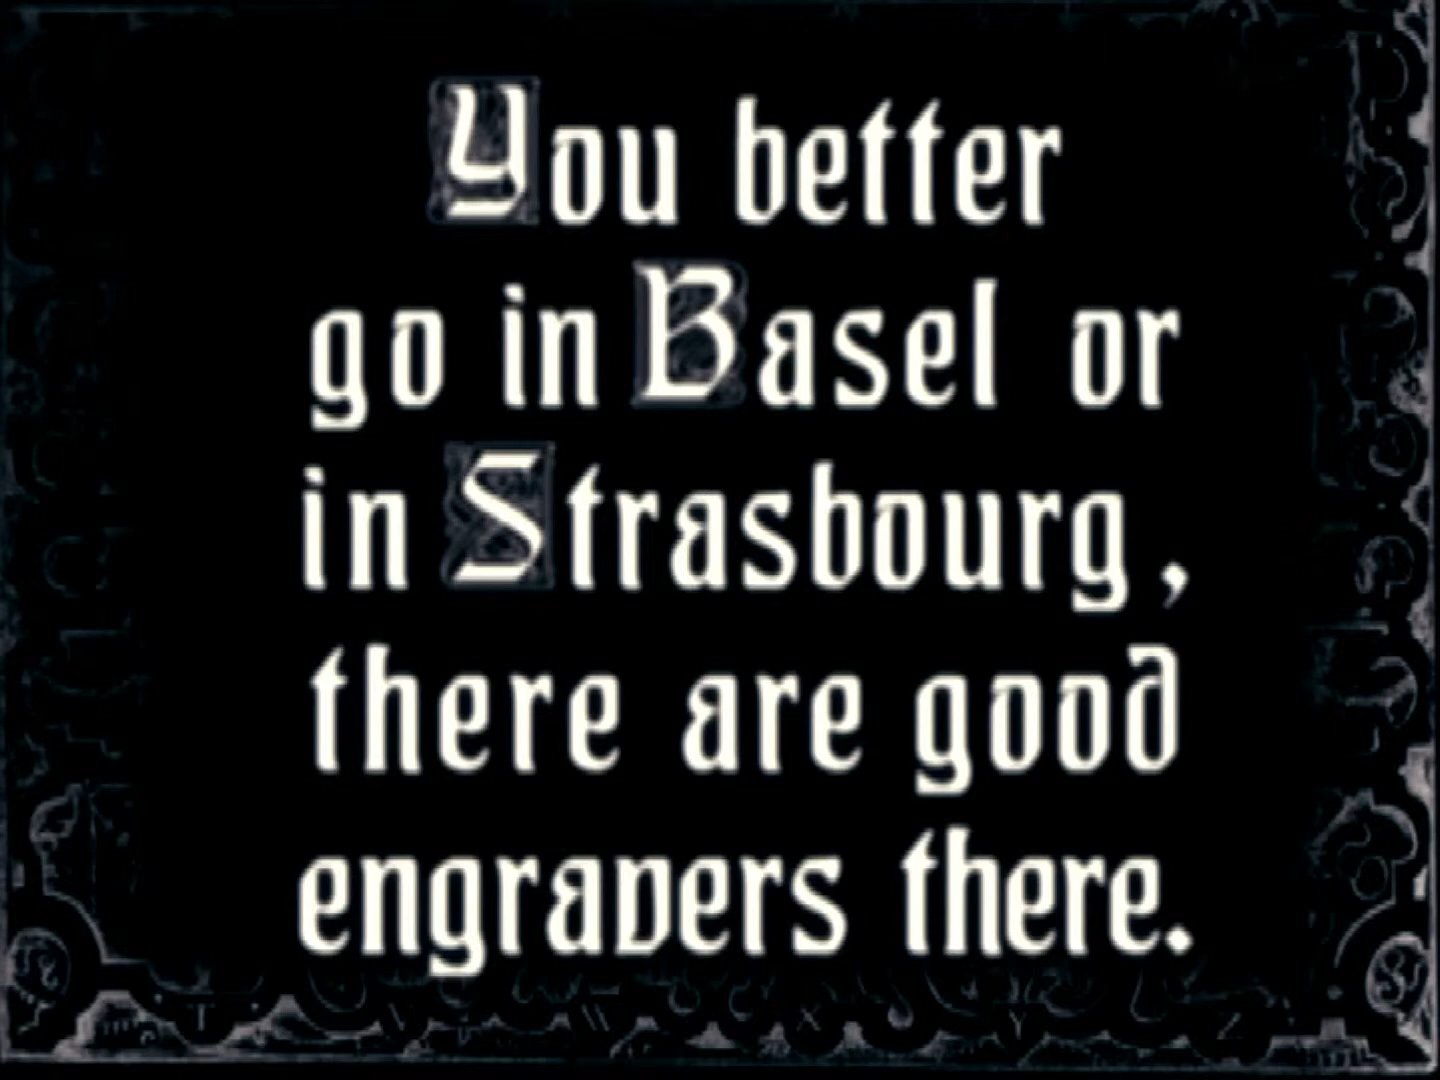 You better
go in Basel or
in Strasbourg,
there are good
engravers there.
T V W X Y Z